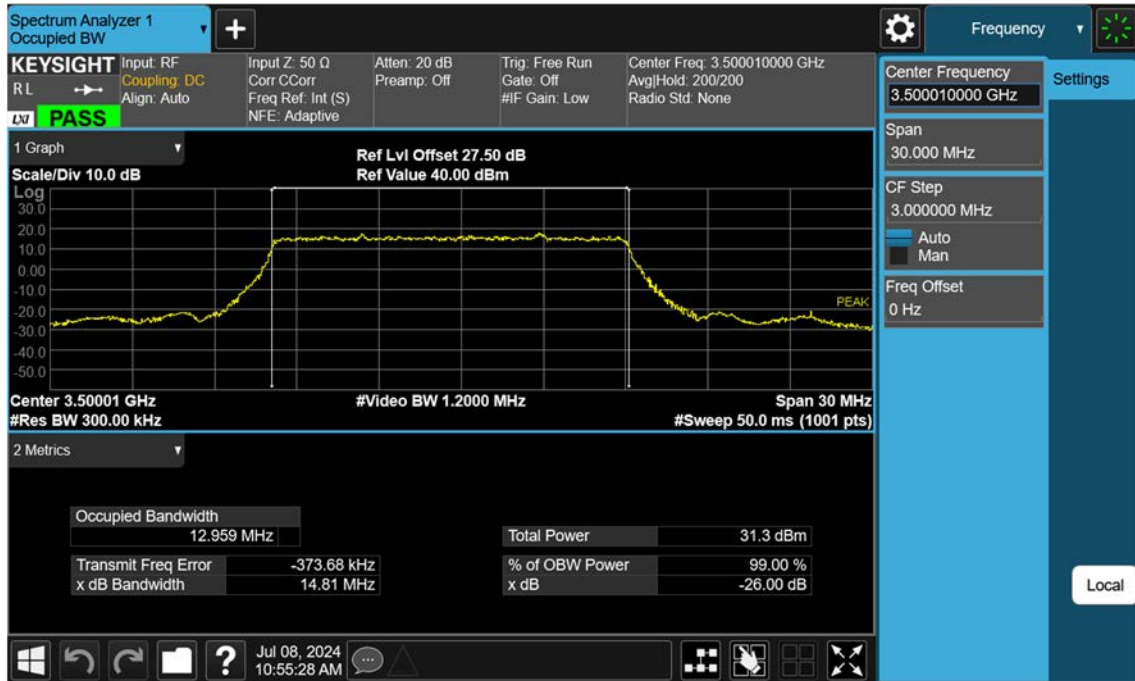 Spectrum Analyzer 1
Occupied BW
+
Frequency
KEYSIGHT
R L
LXI PASS
Input: RF
Coupling: DC
Align: Auto
Input Z: 50 Ω
Corr CCorr
Freq Ref: Int (S)
NFE: Adaptive
Atten: 20 dB
Preamp: Off
Trig: Free Run
Gate: Off
#IF Gain: Low
Center Freq: 3.500010000 GHz
Avg|Hold: 200/200
Radio Std: None
Center Frequency
3.500010000 GHz
Settings
Span
30.000 MHz
CF Step
3.000000 MHz
Auto
Man
Freq Offset
0 Hz
Local
1 Graph
Scale/Div 10.0 dB
Ref Lvl Offset 27.50 dB
Ref Value 40.00 dBm
Log
30.0
20.0
10.0
0.00
-10.0
-20.0
-30.0
-40.0
-50.0
PEAK
Center 3.50001 GHz
#Video BW 1.2000 MHz
Span 30 MHz
#Res BW 300.00 kHz
#Sweep 50.0 ms (1001 pts)
2 Metrics
Occupied Bandwidth
12.959 MHz
Total Power 31.3 dBm
Transmit Freq Error -373.68 kHz
% of OBW Power 99.00 %
x dB Bandwidth 14.81 MHz
x dB -26.00 dB
?
Jul 08, 2024
10:55:28 AM